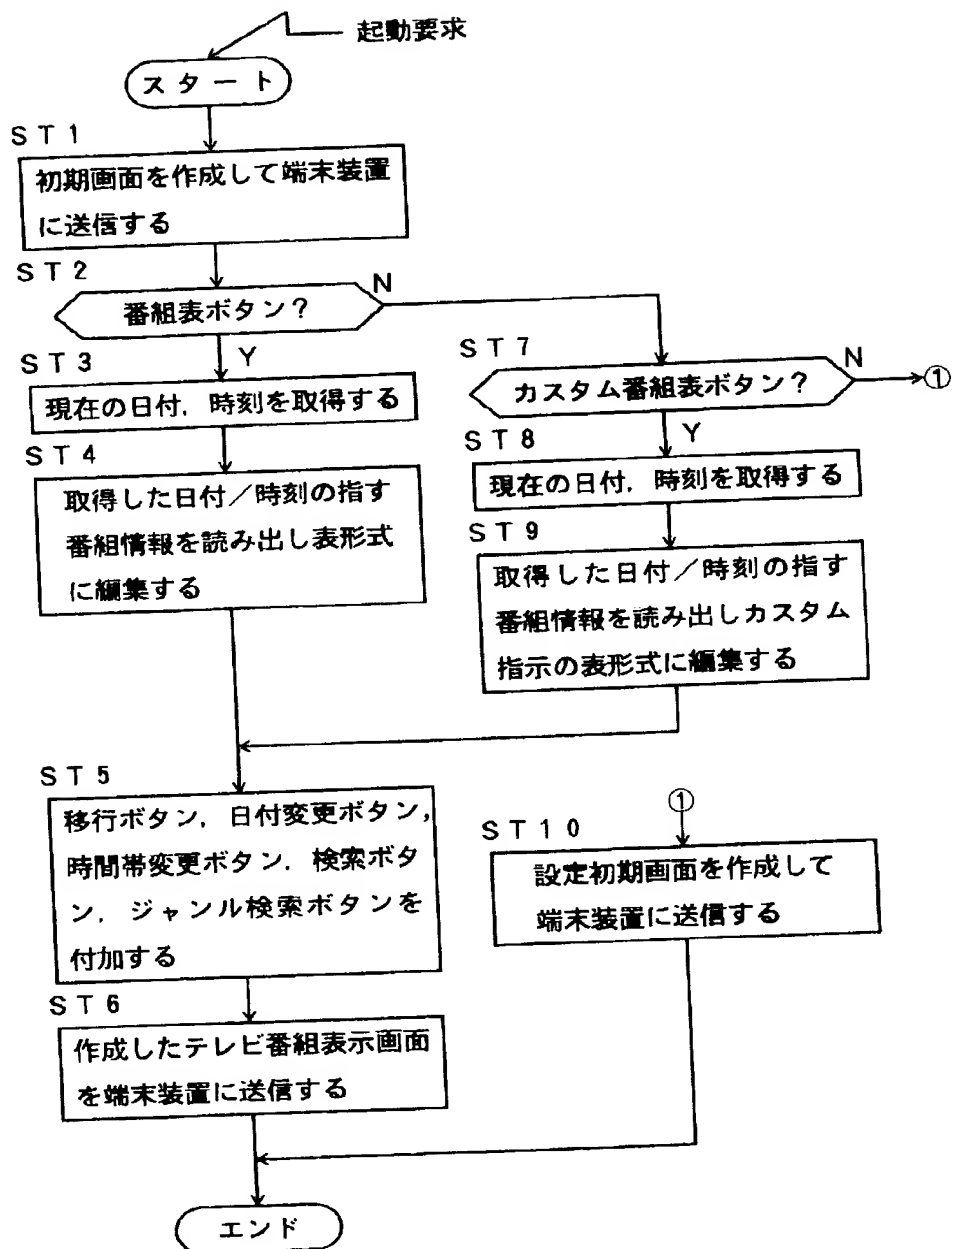 起動要求
スタート
ST1
初期画面を作成して端末装置
に送信する
ST2
番組表ボタン?
N
Y
ST3
現在の日付,時刻を取得する
ST4
取得した日付/時刻の指す
番組情報を読み出し表形式
に編集する
ST7
カスタム番組表ボタン?
N
①
Y
ST8
現在の日付,時刻を取得する
ST9
取得した日付/時刻の指す
番組情報を読み出しカスタム
指示の表形式に編集する
ST5
移行ボタン,日付変更ボタン,
時間帯変更ボタン,検索ボタ
ン,ジャンル検索ボタンを
付加する
ST6
作成したテレビ番組表示画面
を端末装置に送信する
①
ST10
設定初期画面を作成して
端末装置に送信する
エンド